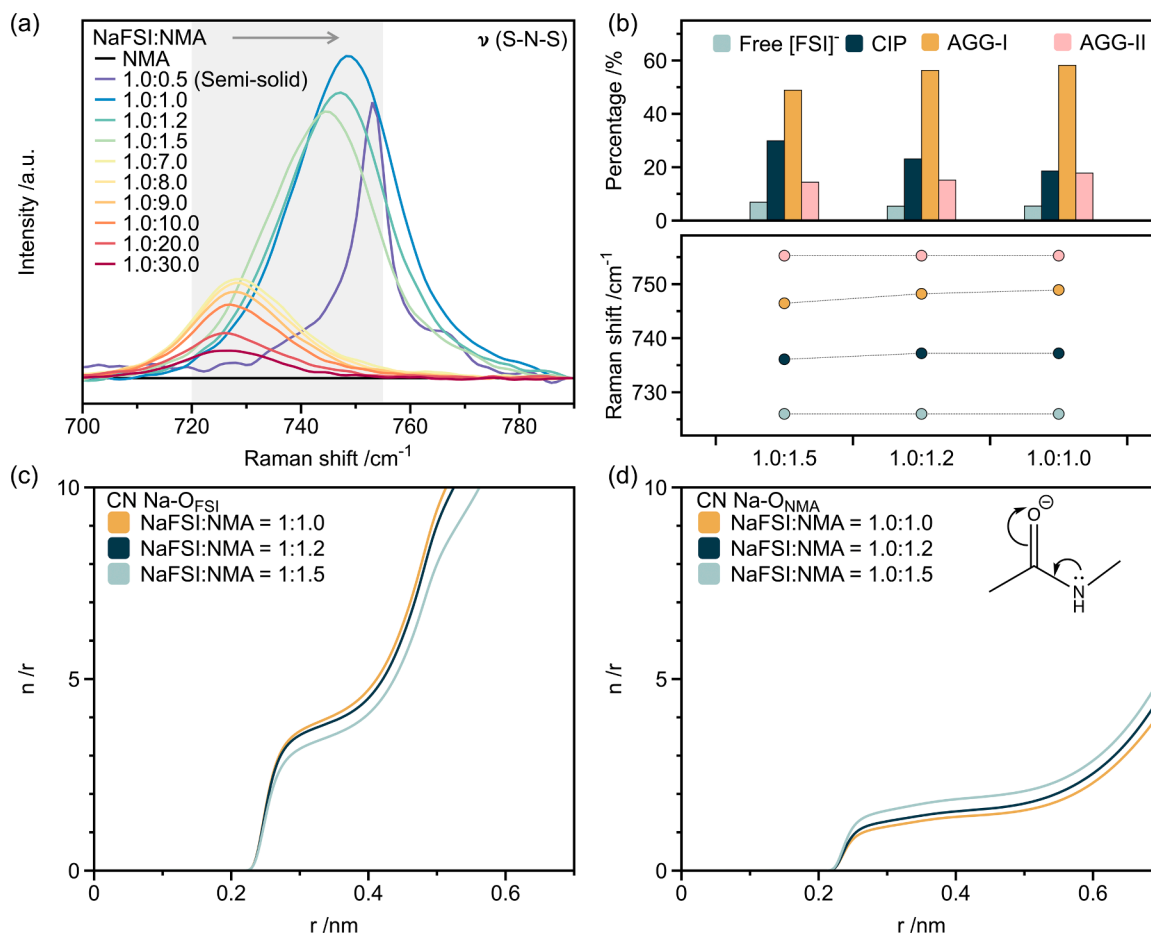 (a)
NaFSI:NMA
ν (S-N-S)
NMA
1.0:0.5 (Semi-solid)
1.0:1.0
1.0:1.2
1.0:1.5
1.0:7.0
1.0:8.0
1.0:9.0
1.0:10.0
1.0:20.0
1.0:30.0
Intensity /a.u.
700 720 740 760 780
Raman shift /cm⁻¹
(b)
Free [FSI]⁻ CIP AGG-I AGG-II
Percentage /%
60
40
20
0
Raman shift /cm⁻¹
750
740
730
1.0:1.5 1.0:1.2 1.0:1.0
(c)
CN Na-O_FSI
NaFSI:NMA = 1:1.0
NaFSI:NMA = 1:1.2
NaFSI:NMA = 1:1.5
n /r
10
5
0
0 0.2 0.4 0.6
r /nm
(d)
CN Na-O_NMA
NaFSI:NMA = 1.0:1.0
NaFSI:NMA = 1.0:1.2
NaFSI:NMA = 1.0:1.5
O ⊖
N
H
n /r
10
5
0
0 0.2 0.4 0.6
r /nm